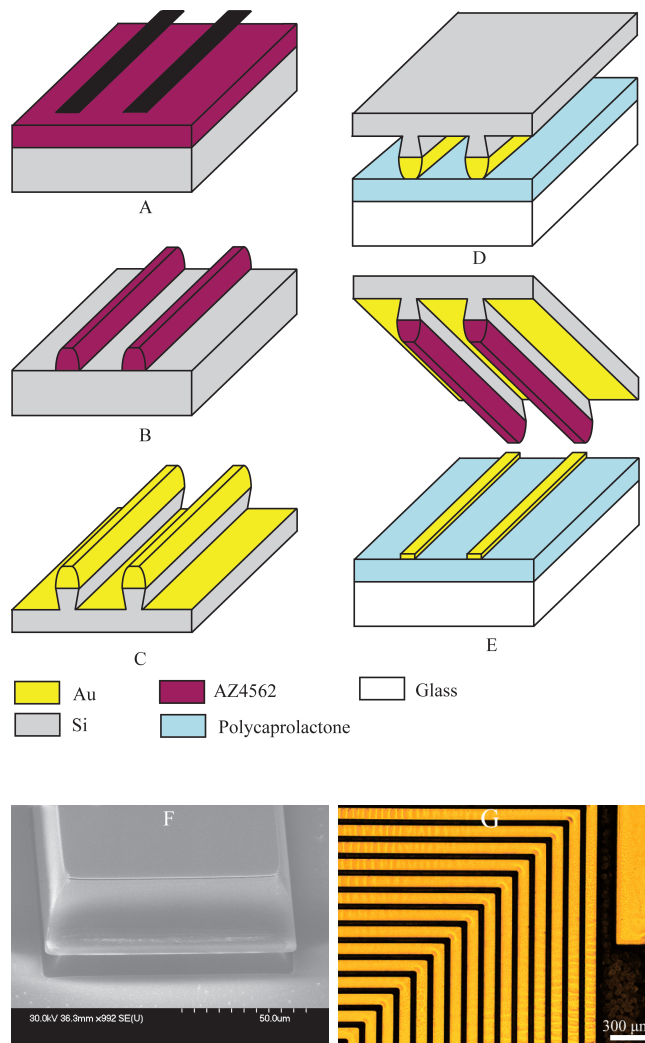 A
B
C
D
E
Au
AZ4562
Glass
Si
Polycaprolactone
F
G
30.0kV 36.3mm x992 SE(U)
50.0um
300 μm